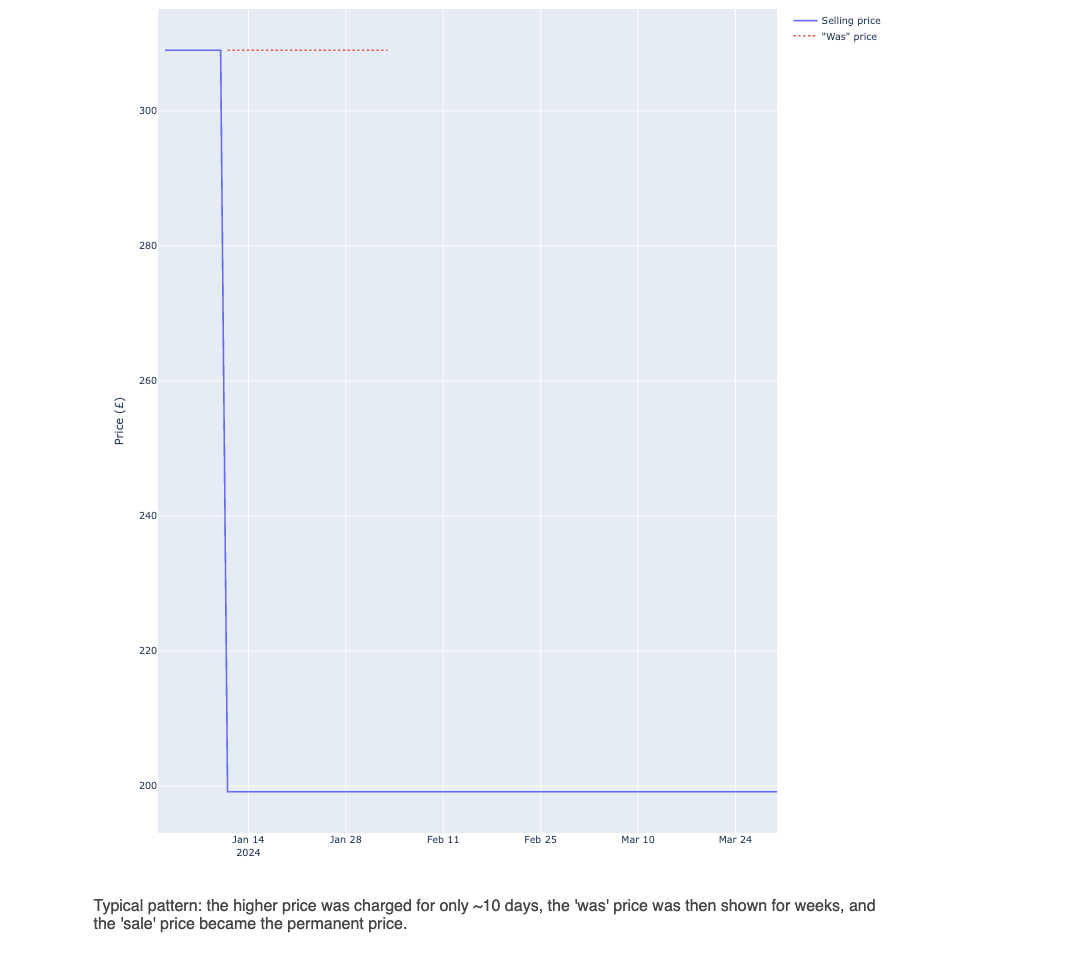 Selling price
"Was" price
300
280
260
240
220
200
Price (£)
Jan 14
2024
Jan 28
Feb 11
Feb 25
Mar 10
Mar 24
Typical pattern: the higher price was charged for only ~10 days, the 'was' price was then shown for weeks, and
the 'sale' price became the permanent price.